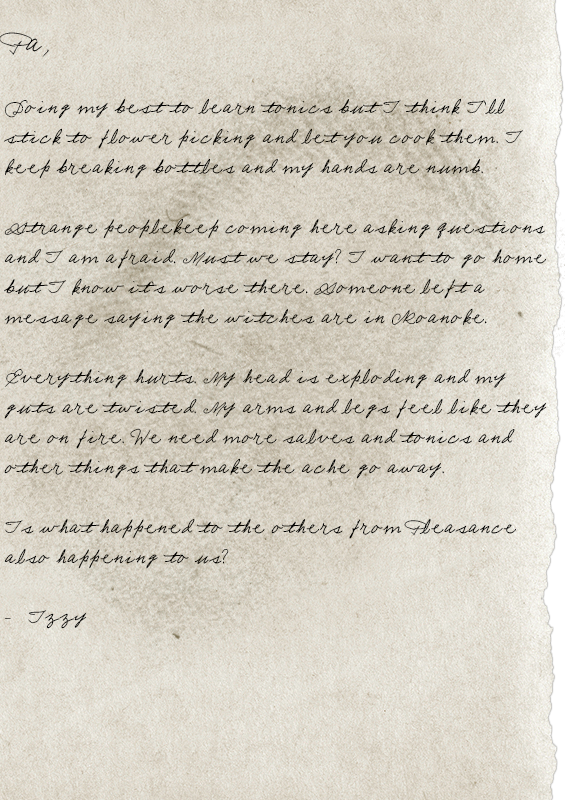 Pa,
Doing my best to learn tonics but I think I'll
stick to flower picking and let you cook them. I
keep breaking bottles and my hands are numb.
Strange people keep coming here asking questions
and I am afraid. Must we stay? I want to go home
but I know it's worse there. Someone left a
message saying the witches are in Roanoke.
Everything hurts. My head is exploding and my
guts are twisted. My arms and legs feel like they
are on fire. We need more salves and tonics and
other things that make the ache go away.
Is what happened to the others from Pleasance
also happening to us?
- Izzy